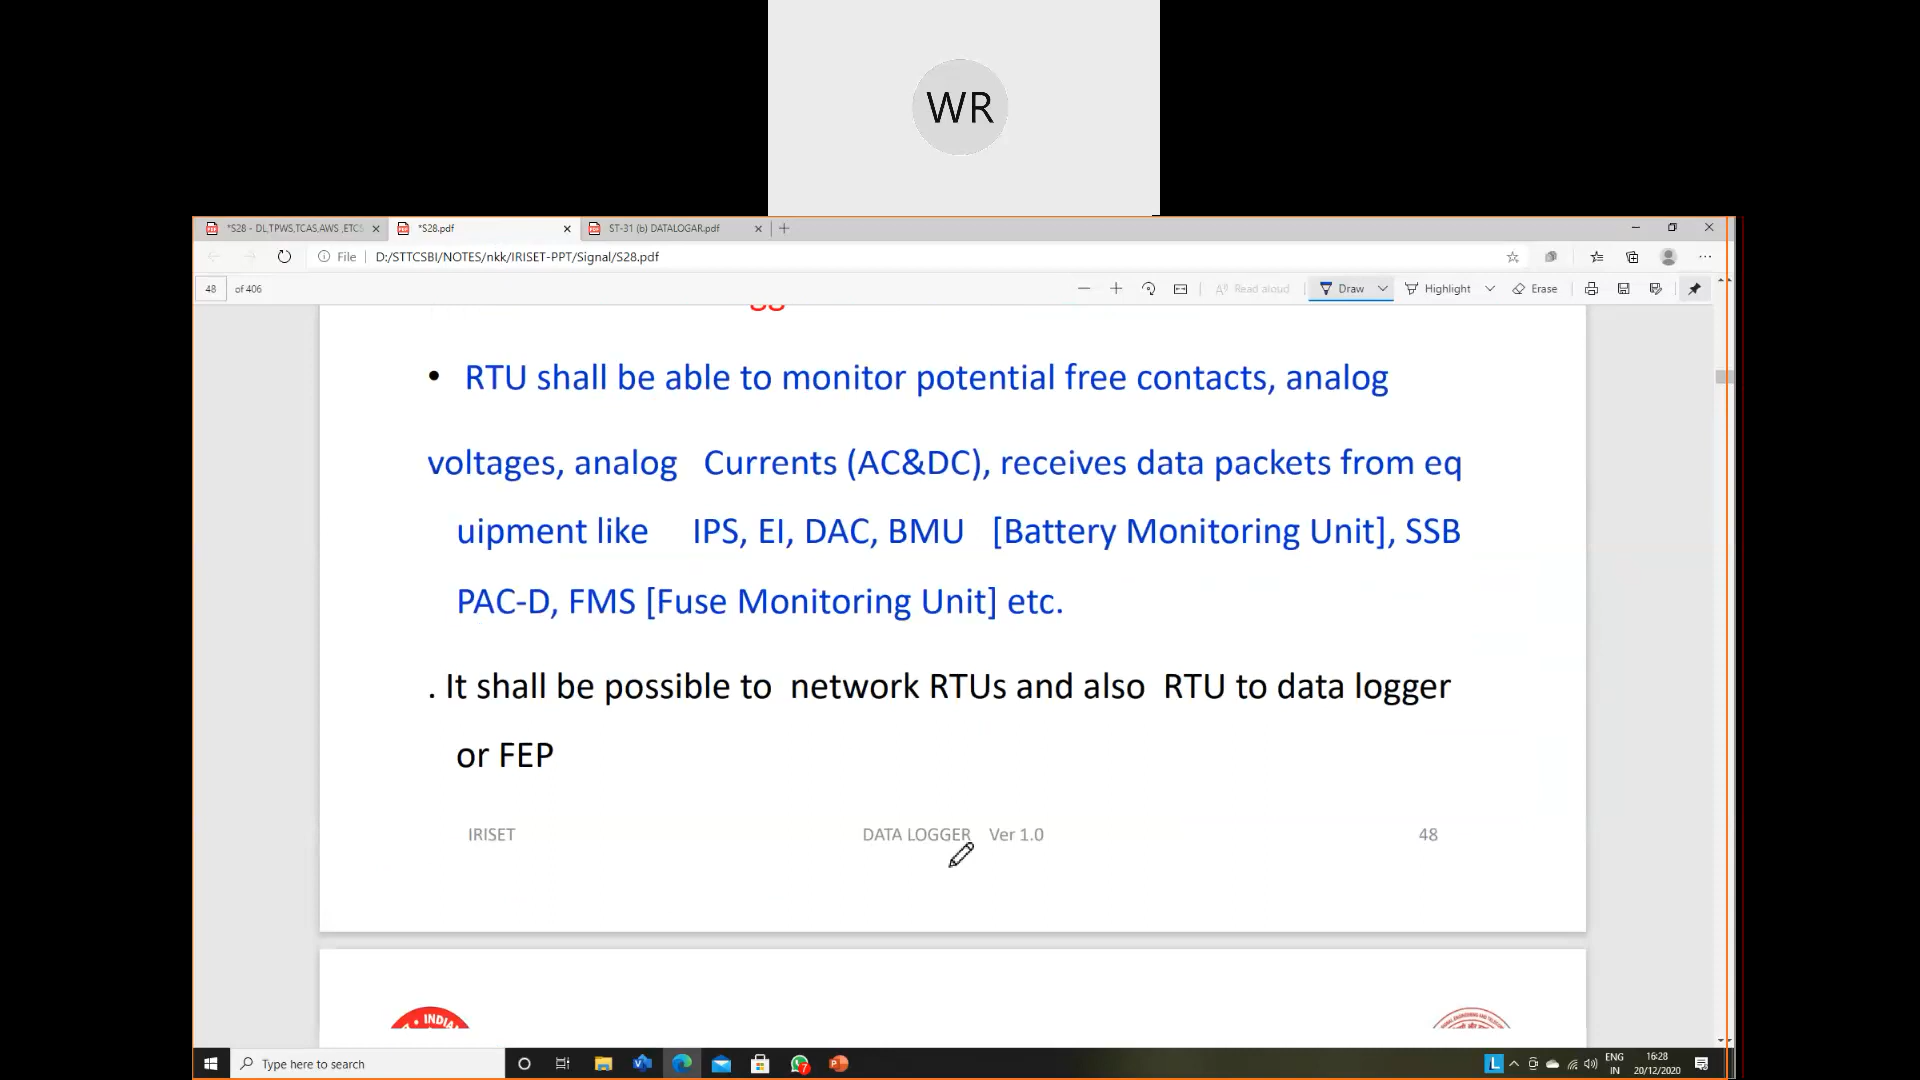 WR
*S28 - DL,TPWS,TCAS,AWS ,ETCS
*S28.pdf
ST-31 (b) DATALOGAR.pdf
File D:/STTCSBI/NOTES/nkk/IRISET-PPT/Signal/S28.pdf
48 of 406
Read aloud Draw Highlight Erase
• RTU shall be able to monitor potential free contacts, analog
voltages, analog Currents (AC&DC), receives data packets from eq
uipment like IPS, EI, DAC, BMU [Battery Monitoring Unit], SSB
PAC-D, FMS [Fuse Monitoring Unit] etc.
. It shall be possible to network RTUs and also RTU to data logger
or FEP
IRISET DATA LOGGER Ver 1.0 48
INDIA
Type here to search
7
L
ENG
IN
16:28
20/12/2020